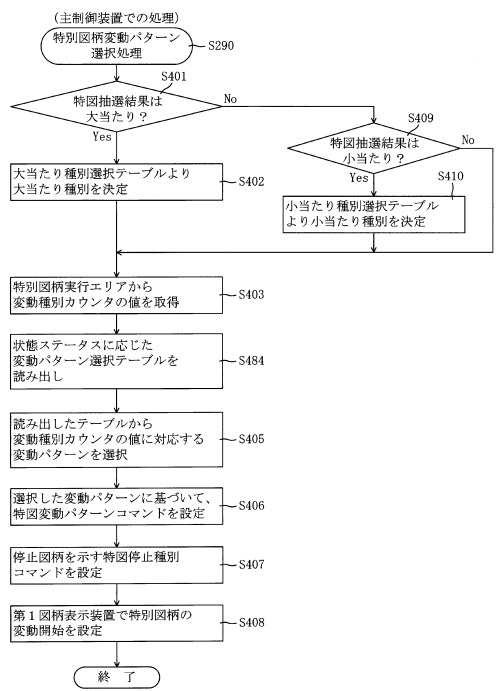 (主制御装置での処理)
特別図柄変動パターン
選択処理
S290
S401
特図抽選結果は
大当たり?
No
Yes
S409
特図抽選結果は
小当たり?
No
Yes
大当たり種別選択テーブルより
大当たり種別を決定
S402
S410
小当たり種別選択テーブル
より小当たり種別を決定
特別図柄実行エリアから
変動種別カウンタの値を取得
S403
状態ステータスに応じた
変動パターン選択テーブルを
読み出し
S484
読み出したテーブルから
変動種別カウンタの値に対応する
変動パターンを選択
S405
選択した変動パターンに基づいて、
特図変動パターンコマンドを設定
S406
停止図柄を示す特図停止種別
コマンドを設定
S407
第1図柄表示装置で特別図柄の
変動開始を設定
S408
終 了